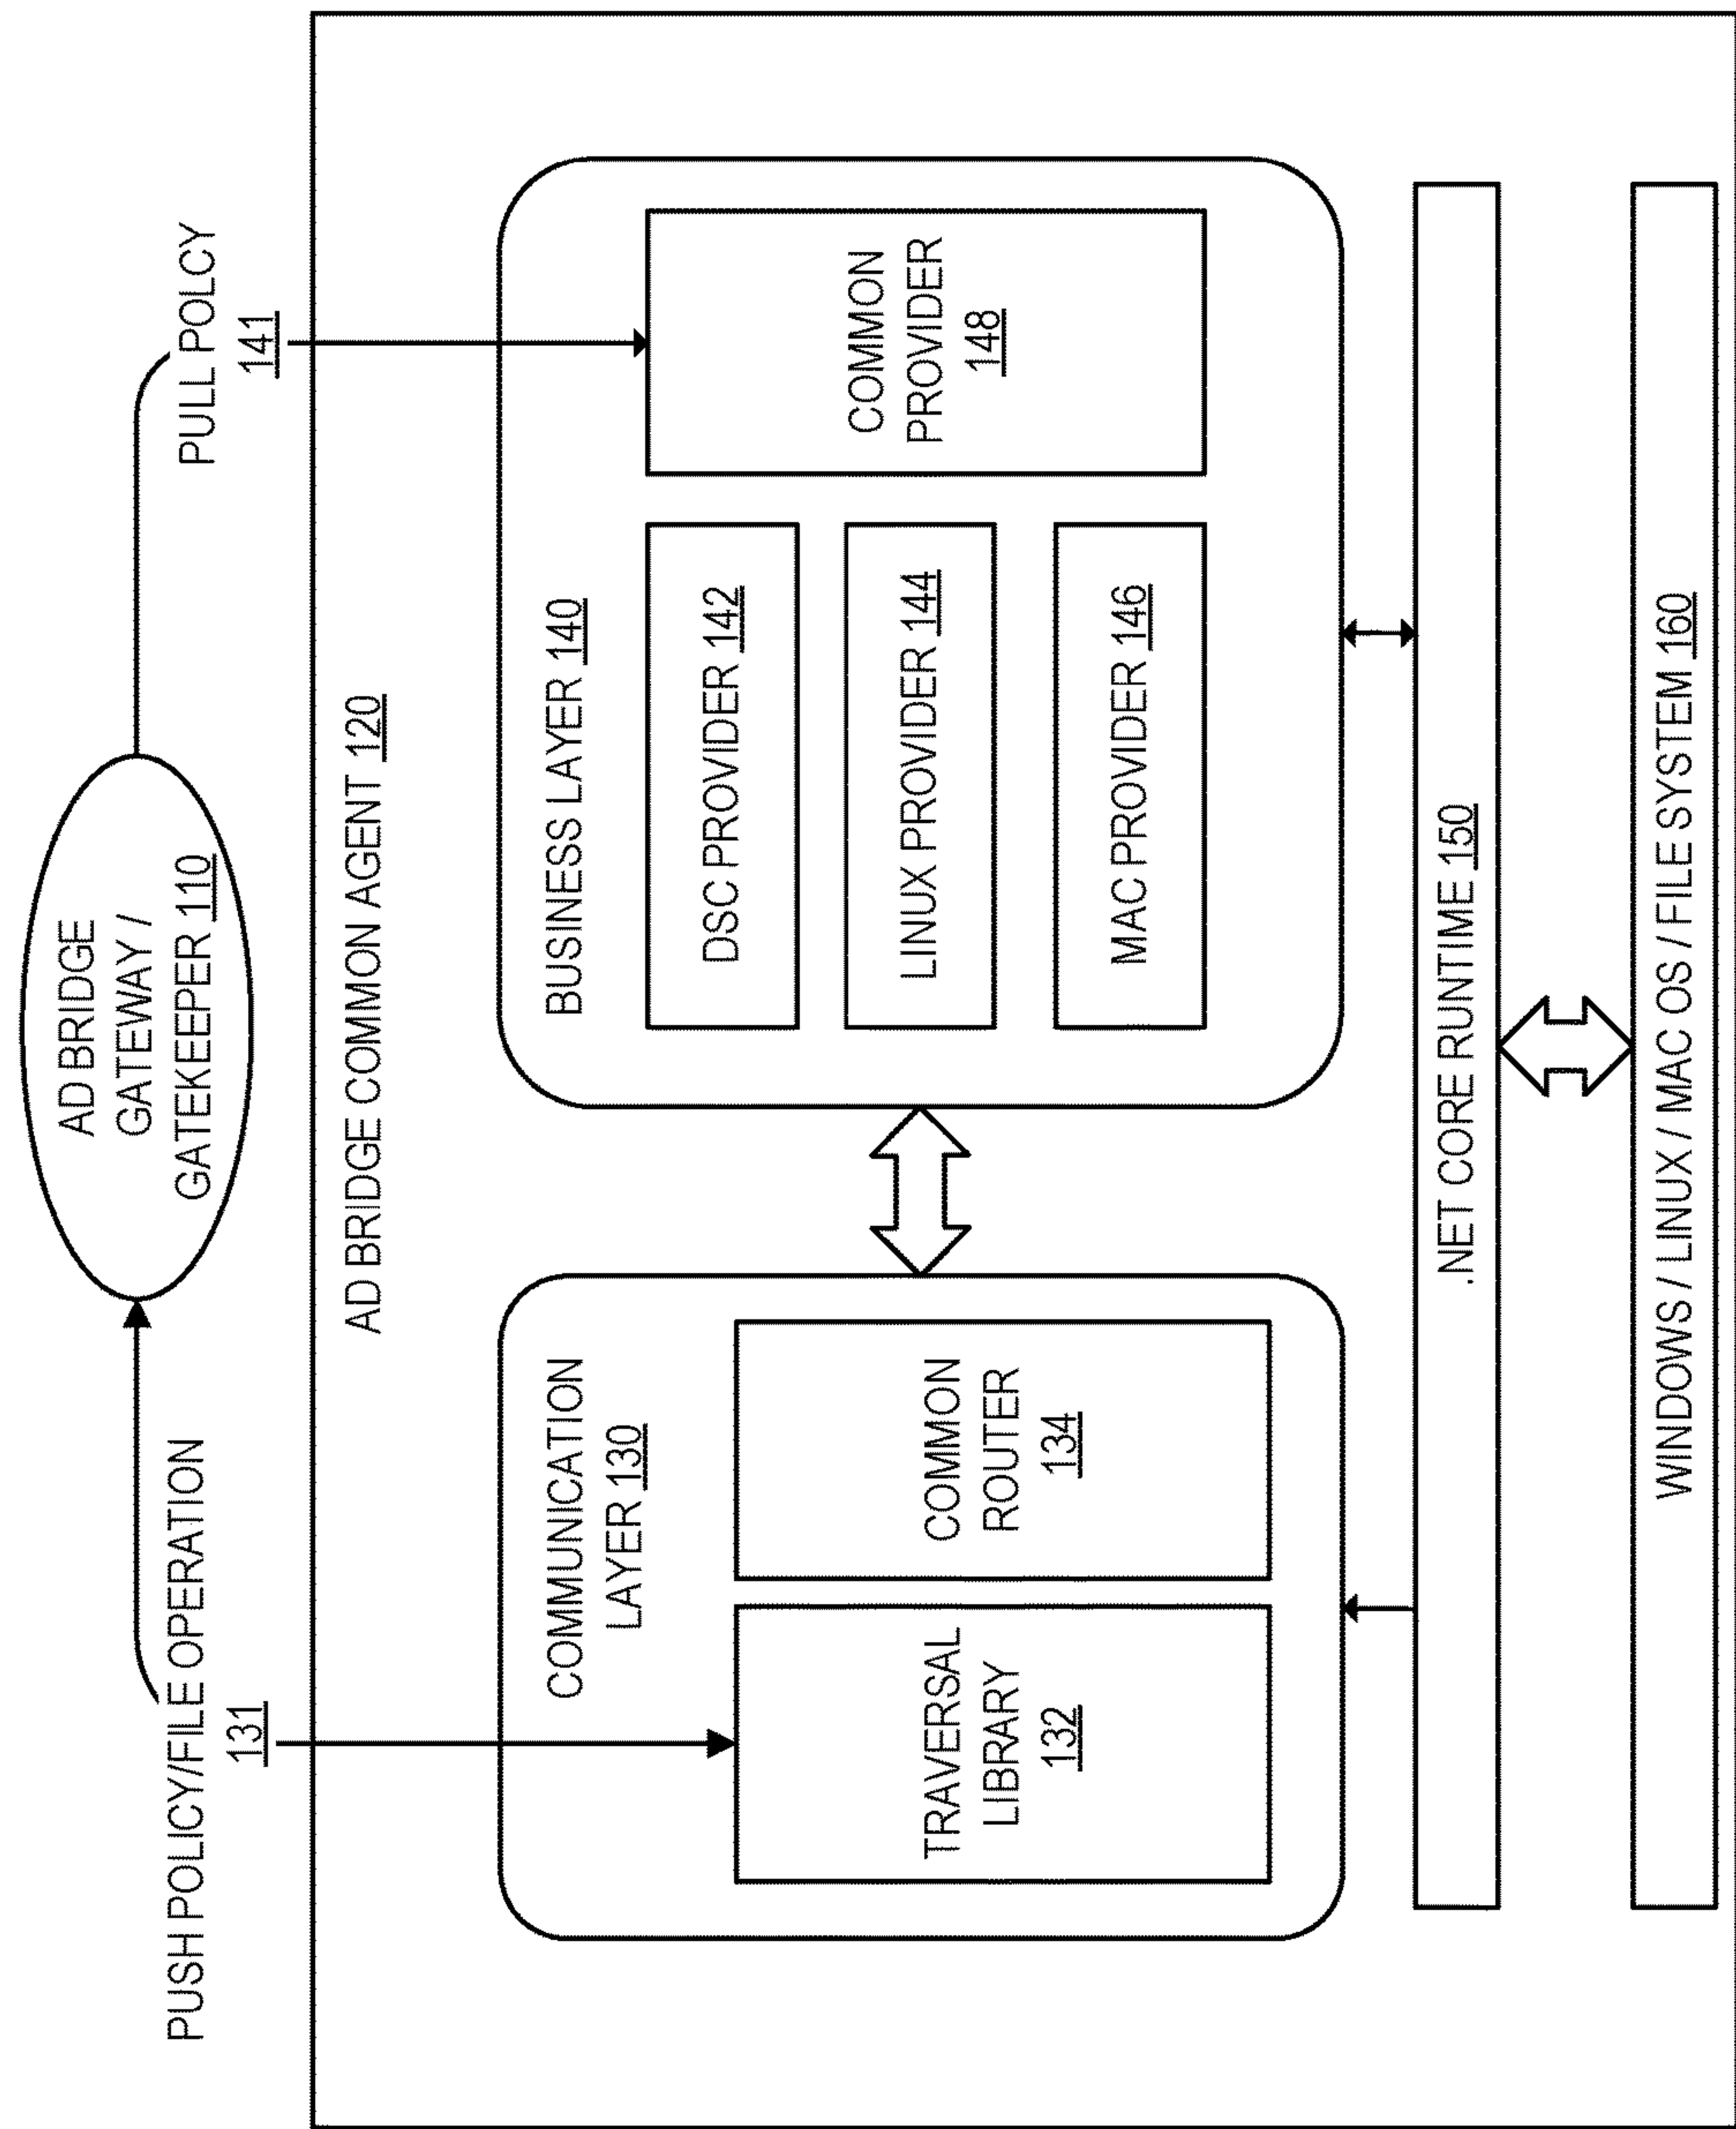 AD BRIDGE
GATEWAY /
GATEKEEPER 110
PUSH POLICY/FILE OPERATION
131
PULL POLCY
141
AD BRIDGE COMMON AGENT 120
COMMUNICATION
LAYER 130
TRAVERSAL
LIBRARY
132
COMMON
ROUTER
134
BUSINESS LAYER 140
DSC PROVIDER 142
LINUX PROVIDER 144
MAC PROVIDER 146
COMMON
PROVIDER
148
.NET CORE RUNTIME 150
WINDOWS / LINUX / MAC OS / FILE SYSTEM 160